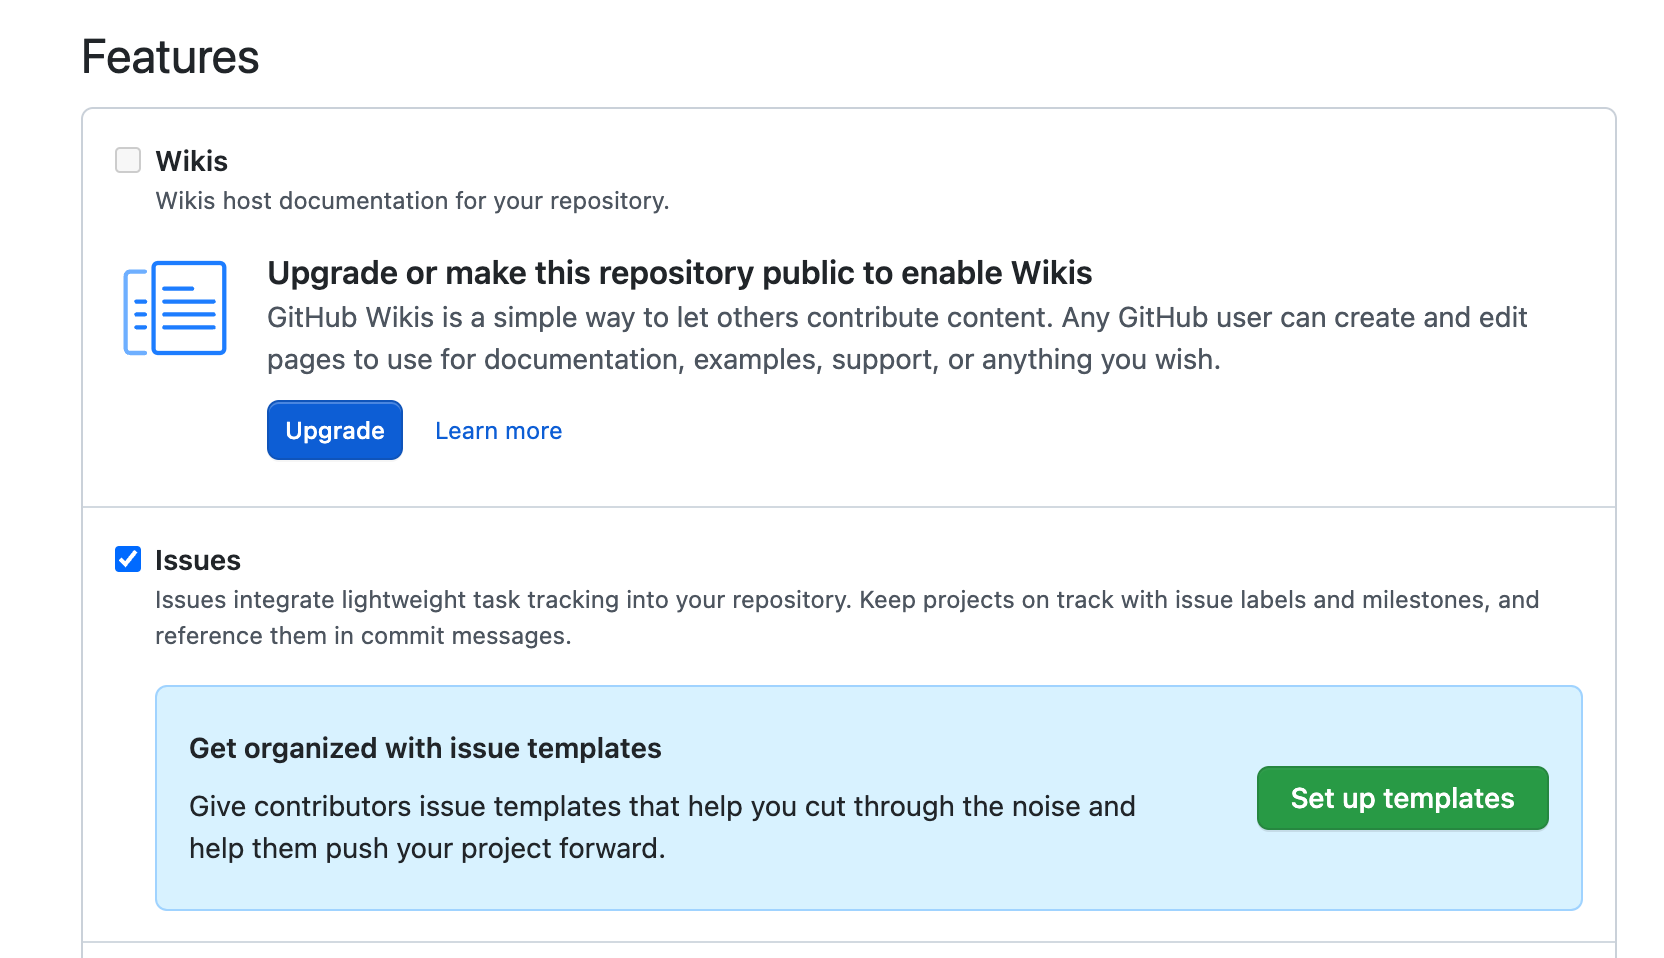 Features
Wikis
Wikis host documentation for your repository.
Upgrade or make this repository public to enable Wikis
GitHub Wikis is a simple way to let others contribute content. Any GitHub user can create and edit
pages to use for documentation, examples, support, or anything you wish.
Upgrade Learn more
Issues
Issues integrate lightweight task tracking into your repository. Keep projects on track with issue labels and milestones, and
reference them in commit messages.
Get organized with issue templates
Give contributors issue templates that help you cut through the noise and
help them push your project forward.
Set up templates